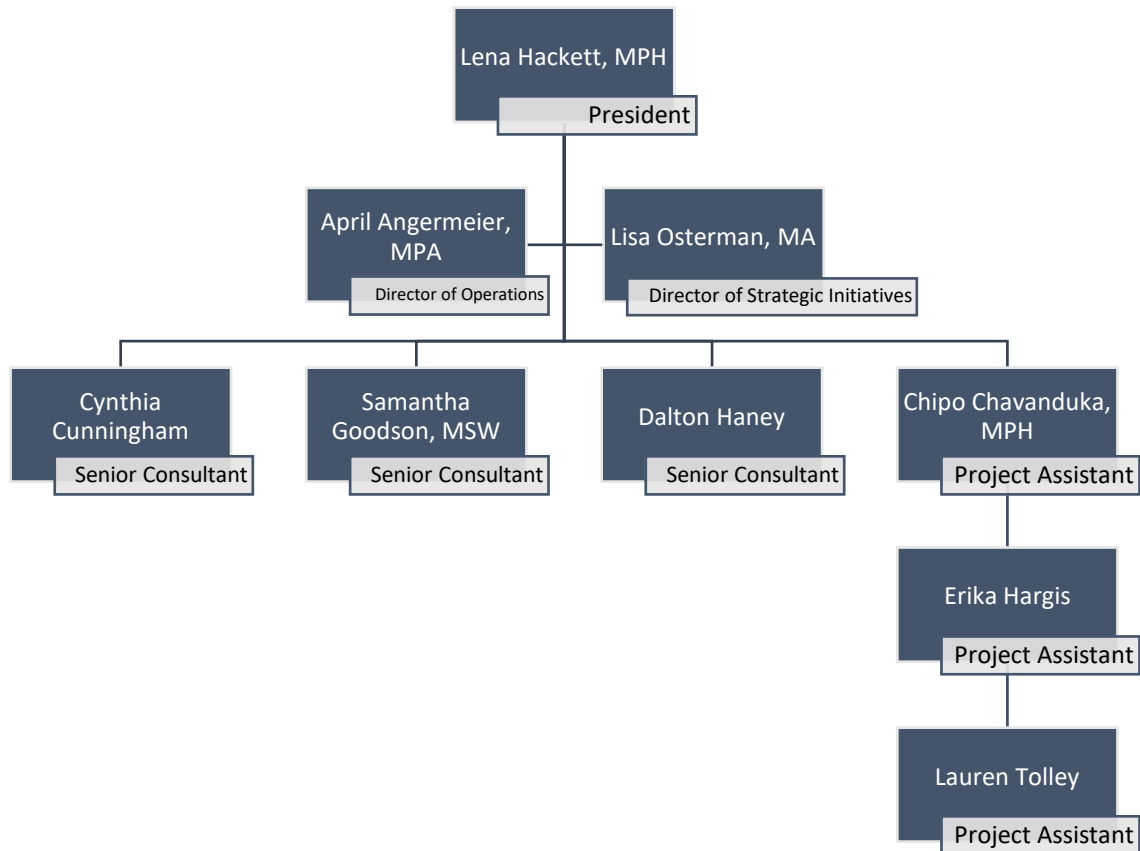 Lena Hackett, MPH
President
April Angermeier,
MPA
Director of Operations
Lisa Osterman, MA
Director of Strategic Initiatives
Cynthia
Cunningham
Senior Consultant
Samantha
Goodson, MSW
Senior Consultant
Dalton Haney
Senior Consultant
Chipo Chavanduka,
MPH
Project Assistant
Erika Hargis
Project Assistant
Lauren Tolley
Project Assistant